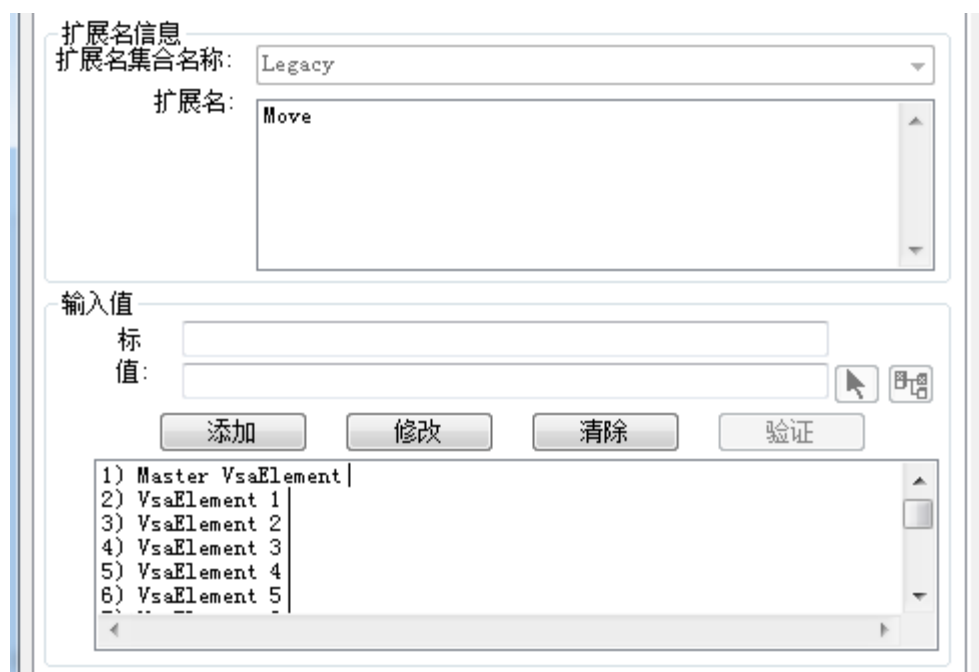 扩展名信息
扩展名集合名称: Legacy
扩展名: Move
输入值
标
值:
添加 修改 清除 验证
1) Master VsaElement|
2) VsaElement 1|
3) VsaElement 2|
4) VsaElement 3|
5) VsaElement 4|
6) VsaElement 5|